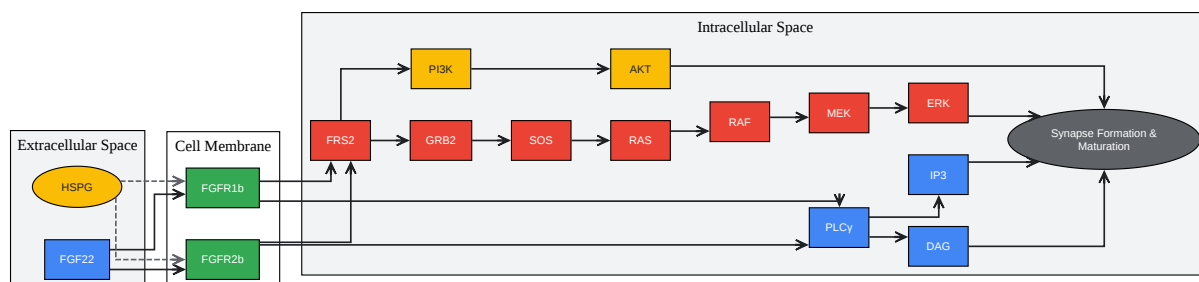 Intracellular Space
PI3K
AKT
FRS2
GRB2
SOS
RAS
RAF
MEK
ERK
Synapse Formation &
Maturation
Extracellular Space
HSPG
FGF22
Cell Membrane
FGFR1b
FGFR2b
PLCγ
IP3
DAG